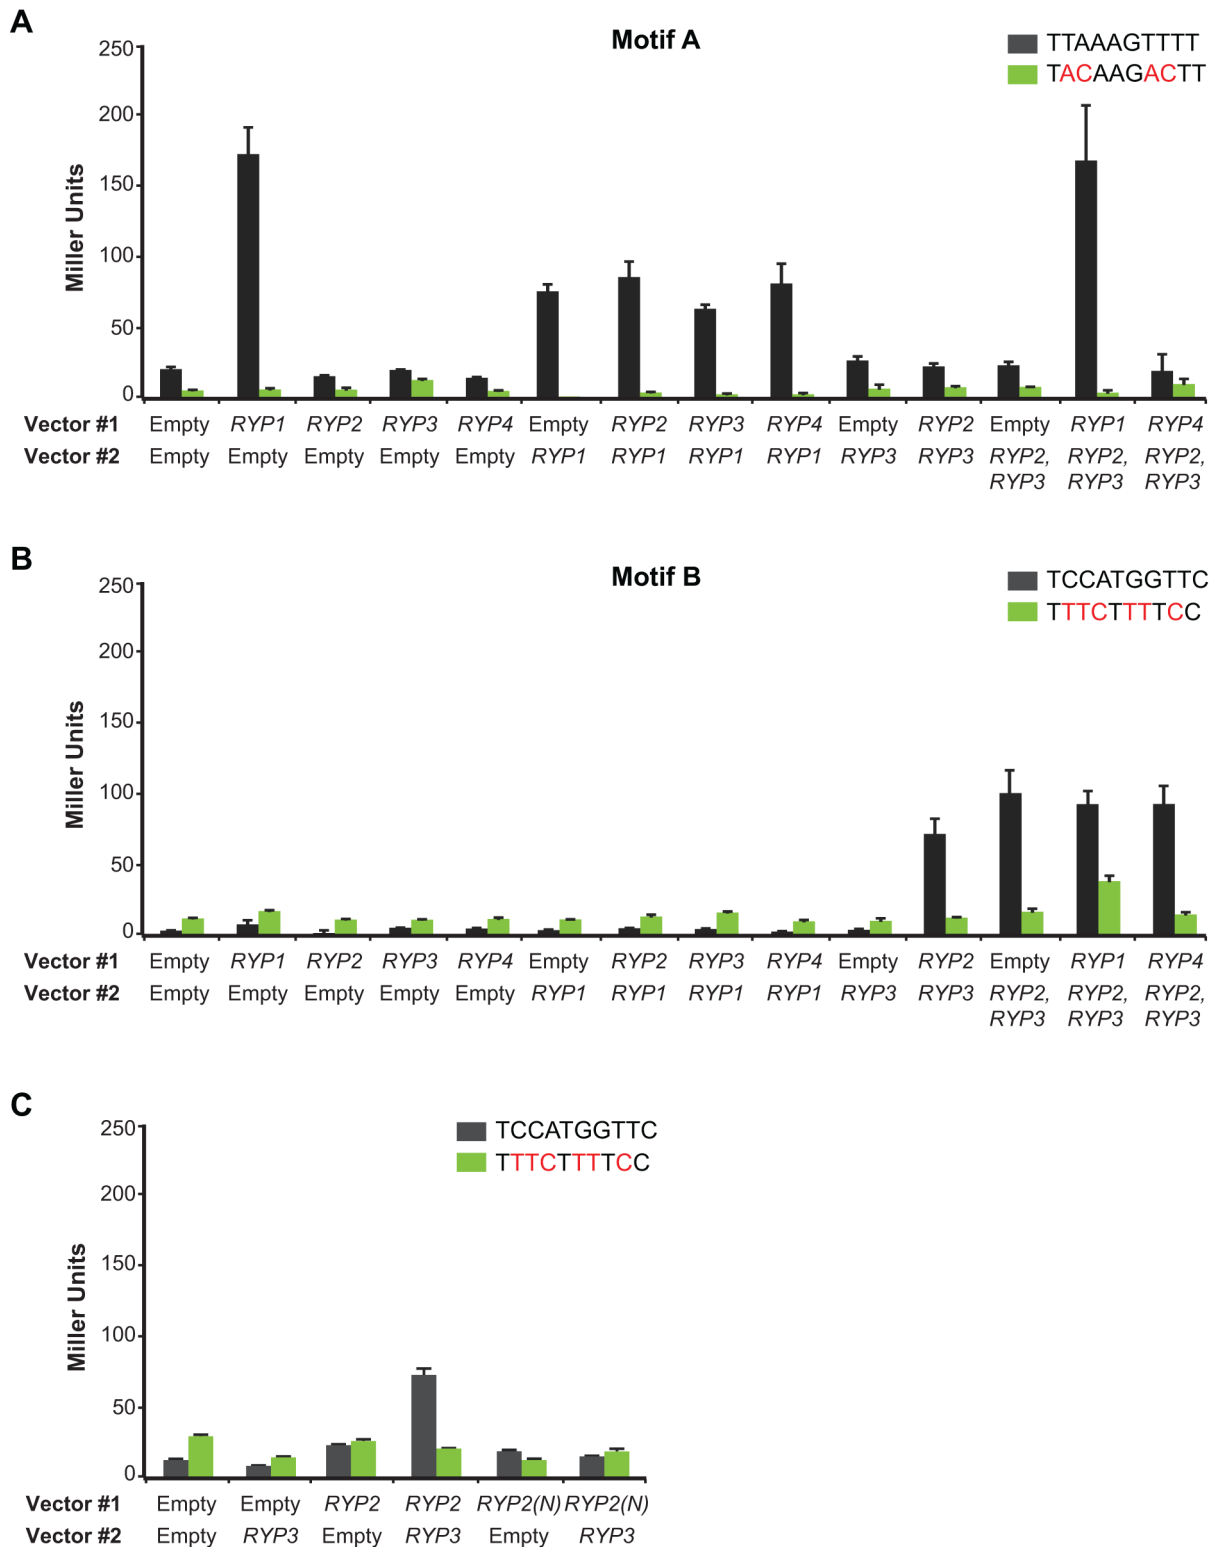 A
Motif A
TTAAAGTTTT
TACAAGACTT
Miller Units
250
200
150
100
50
0
Vector #1 Empty RYP1 RYP2 RYP3 RYP4 Empty RYP2 RYP3 RYP4 Empty RYP2 Empty RYP1 RYP4
Vector #2 Empty Empty Empty Empty Empty RYP1 RYP1 RYP1 RYP1 RYP3 RYP3 RYP2, RYP2, RYP2,
RYP3 RYP3 RYP3
B
Motif B
TCCATGGTTC
TTTCTTTTCC
Miller Units
250
200
150
100
50
0
Vector #1 Empty RYP1 RYP2 RYP3 RYP4 Empty RYP2 RYP3 RYP4 Empty RYP2 Empty RYP1 RYP4
Vector #2 Empty Empty Empty Empty Empty RYP1 RYP1 RYP1 RYP1 RYP3 RYP3 RYP2, RYP2, RYP2,
RYP3 RYP3 RYP3
C
TCCATGGTTC
TTTCTTTTCC
Miller Units
250
200
150
100
50
0
Vector #1 Empty Empty RYP2 RYP2 RYP2(N) RYP2(N)
Vector #2 Empty RYP3 Empty RYP3 Empty RYP3